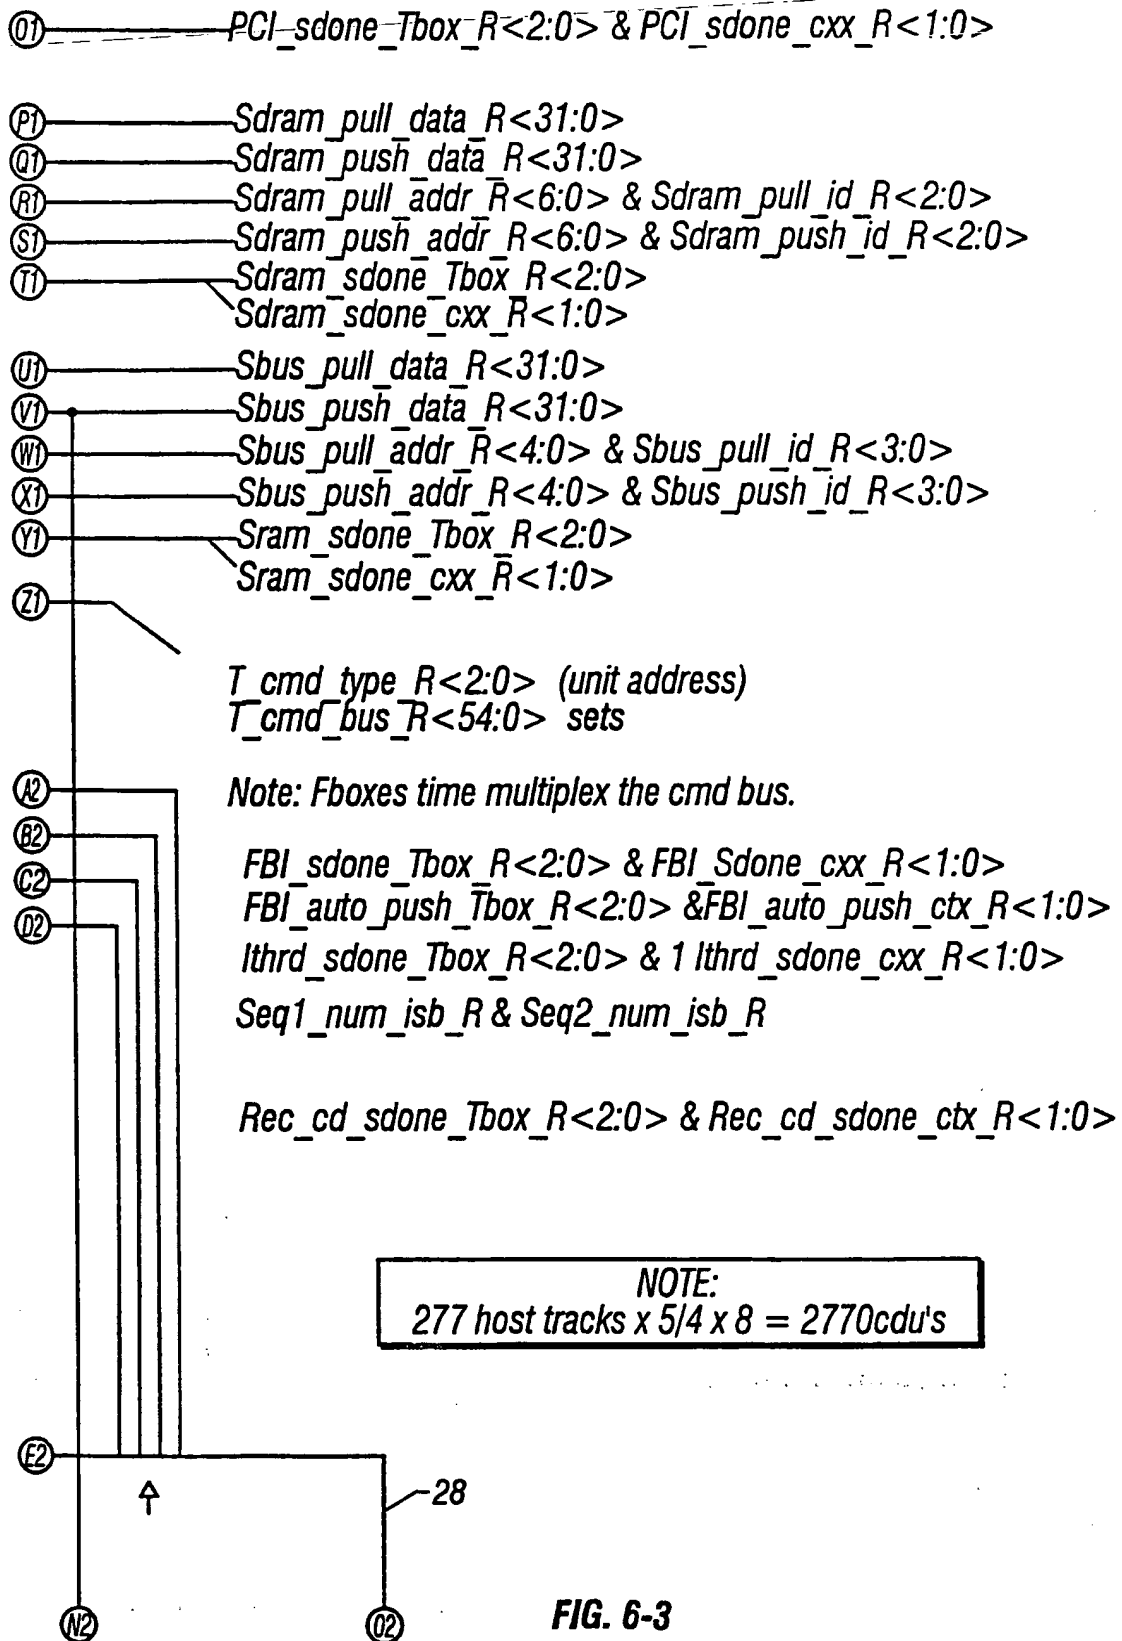 O1 PCI_sdone_Tbox_R<2:0> & PCI_sdone_cxx_R<1:0>
P1 Sdram_pull_data_R<31:0>
Q1 Sdram_push_data_R<31:0>
R1 Sdram_pull_addr_R<6:0> & Sdram_pull_id_R<2:0>
S1 Sdram_push_addr_R<6:0> & Sdram_push_id_R<2:0>
T1 Sdram_sdone_Tbox_R<2:0>
Sdram_sdone_cxx_R<1:0>
U1 Sbus_pull_data_R<31:0>
V1 Sbus_push_data_R<31:0>
W1 Sbus_pull_addr_R<4:0> & Sbus_pull_id_R<3:0>
X1 Sbus_push_addr_R<4:0> & Sbus_push_id_R<3:0>
Y1 Sram_sdone_Tbox_R<2:0>
Sram_sdone_cxx_R<1:0>
Z1
T_cmd_type_R<2:0> (unit address)
T_cmd_bus_R<54:0> sets
A2 Note: Fboxes time multiplex the cmd bus.
B2
FBI_sdone_Tbox_R<2:0> & FBI_Sdone_cxx_R<1:0>
C2
FBI_auto_push_Tbox_R<2:0> &FBI_auto_push_ctx_R<1:0>
D2
Ithrd_sdone_Tbox_R<2:0> & 1 Ithrd_sdone_cxx_R<1:0>
Seq1_num_isb_R & Seq2_num_isb_R
Rec_cd_sdone_Tbox_R<2:0> & Rec_cd_sdone_ctx_R<1:0>
NOTE:
277 host tracks x 5/4 x 8 = 2770cdu's
E2
28
N2
O2
FIG. 6-3